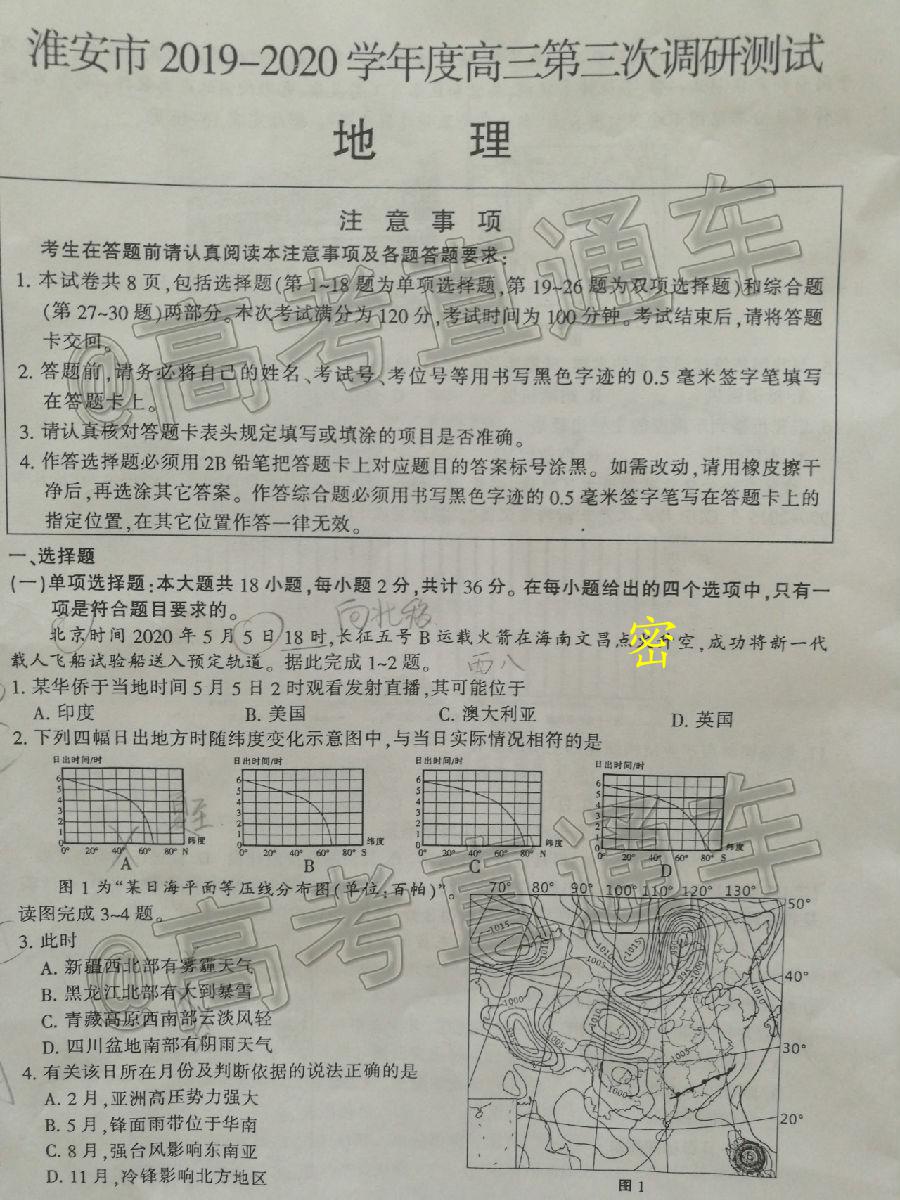 淮安市 2019-2020 学年度高三第三次调研测试
地 理
注意事项
考生在答题前请认真阅读本注意事项及各题答题要求:
1. 本试卷共 8 页,包括选择题(第 1~18 题为单项选择题,第 19~26 题为双项选择题)和综合题
(第 27~30 题)两部分。本次考试满分为 120 分,考试时间为 100 分钟。考试结束后,请将答题
卡交回。
2. 答题前,请务必将自己的姓名、考试号、考位号等用书写黑色字迹的 0.5 毫米签字笔填写
在答题卡上。
3. 请认真核对答题卡表头规定填写或填涂的项目是否准确。
4. 作答选择题必须用 2B 铅笔把答题卡上对应题目的答案标号涂黑。如需改动,请用橡皮擦干
净后,再选涂其它答案。作答综合题必须用书写黑色字迹的 0.5 毫米签字笔写在答题卡上的
指定位置,在其它位置作答一律无效。
@高考直通车
一、选择题
(一)单项选择题:本大题共 18 小题,每小题 2 分,共计 36 分。在每小题给出的四个选项中,只有一
项是符合题目要求的。
向北移
北京时间 2020 年 5 月 5 日 18 时,长征五号 B 运载火箭在海南文昌点火升空,成功将新一代
密
载人飞船试验船送入预定轨道。据此完成 1~2 题。
西八
1. 某华侨于当地时间 5 月 5 日 2 时观看发射直播,其可能位于
A. 印度 B. 美国 C. 澳大利亚 D. 英国
2. 下列四幅日出地方时随纬度变化示意图中,与当日实际情况相符的是
日出时间/时 日出时间/时 日出时间/时 日出时间/时
6 5 4 3 2 1 0° 20° 40° 60° 80° N 纬度
A
6 5 4 3 2 1 0° 20° 40° 60° 80° S 纬度
B
6 5 4 3 2 1 0° 20° 40° 60° 80° S 纬度
C
6 5 4 3 2 1 0° 20° 40° 60° 80° N 纬度
D
图 1 为“某日海平面等压线分布图(单位:百帕)”。
读图完成 3~4 题。
@高考直通车
3. 此时
A. 新疆西北部有雾霾天气
B. 黑龙江北部有大到暴雪
C. 青藏高原西南部云淡风轻
D. 四川盆地南部有阴雨天气
4. 有关该日所在月份及判断依据的说法正确的是
A. 2 月,亚洲高压势力强大
B. 5 月,锋面雨带位于华南
C. 8 月,强台风影响东南亚
D. 11 月,冷锋影响北方地区
70° 80° 90° 100° 110° 120° 130°
50°
40°
30°
20°
1015
1015
1005
1000
1010
1005
1000
1010
图 1